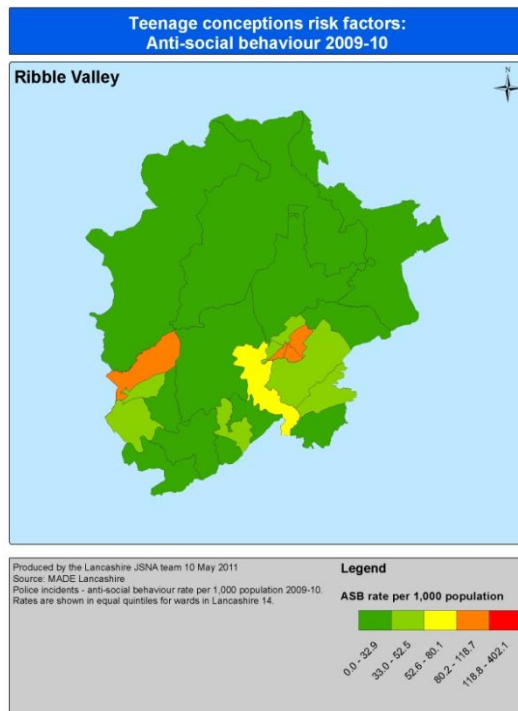 Teenage conceptions risk factors:
Anti-social behaviour 2009-10
Ribble Valley
N
Produced by the Lancashire JSNA team 10 May 2011
Source: MADE Lancashire
Police incidents - anti-social behaviour rate per 1,000 population 2009-10.
Rates are shown in equal quintiles for wards in Lancashire 14.
Legend
ASB rate per 1,000 population
0.0 - 32.9
33.0 - 52.5
52.6 - 80.1
80.2 - 118.7
118.8 - 402.1